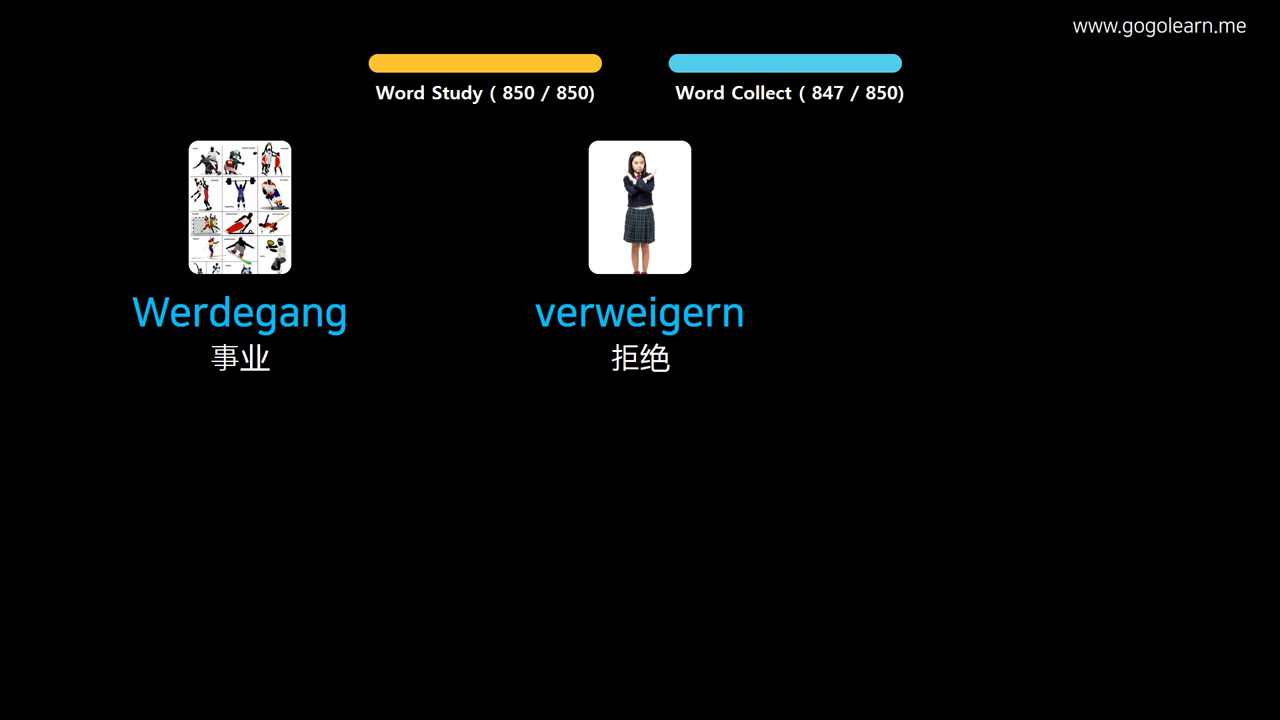 www.gogolearn.me
Word Study ( 850 / 850)
Word Collect ( 847 / 850)
Werdegang
事业
verweigern
拒绝